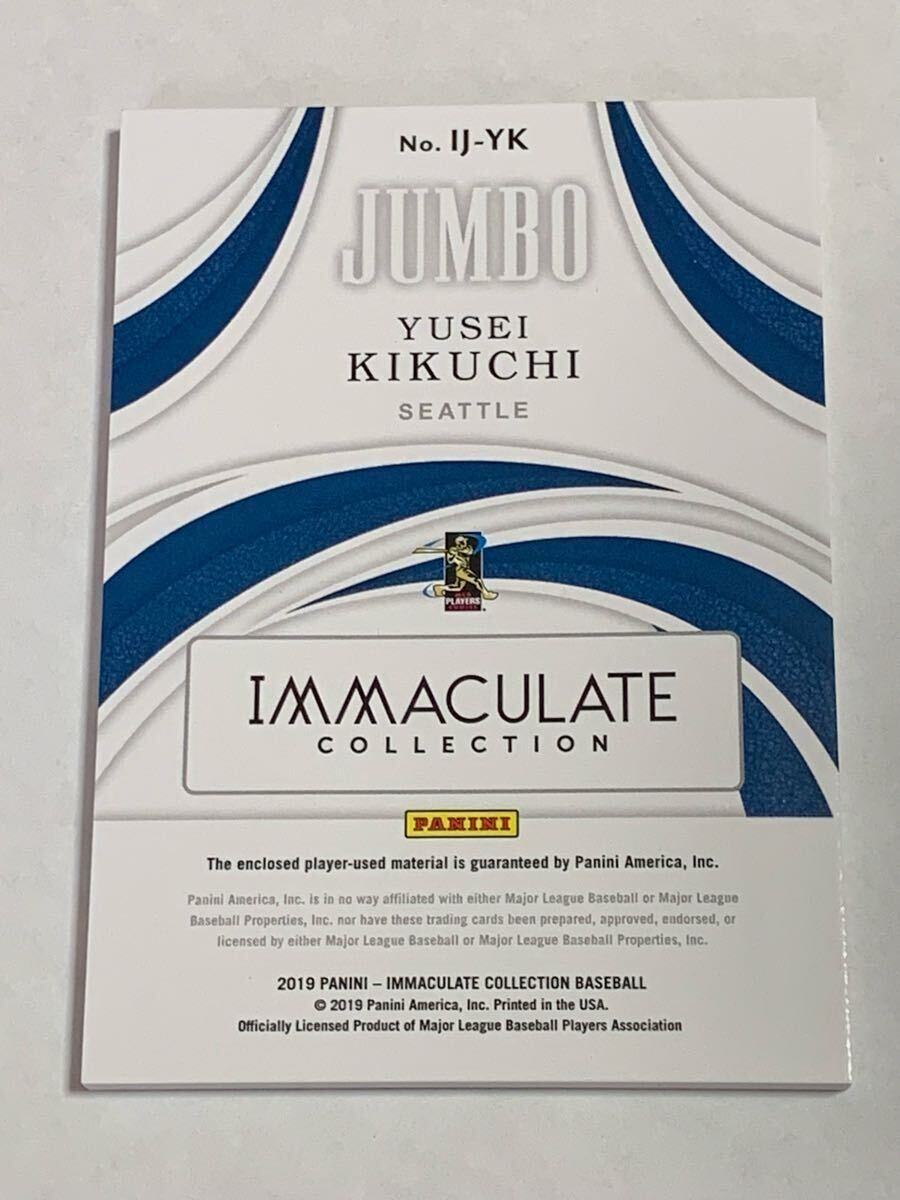 No. IJ-YK
JUMBO
YUSEI
KIKUCHI
SEATTLE
MLB
PLAYERS
CHOICE
IMMACULATE
COLLECTION
PANINI
The enclosed player-used material is guaranteed by Panini America, Inc.
Panini America, Inc. is in no way affiliated with either Major League Baseball or Major League
Baseball Properties, Inc. nor have these trading cards been prepared, approved, endorsed, or
licensed by either Major League Baseball or Major League Baseball Properties, Inc.
2019 PANINI – IMMACULATE COLLECTION BASEBALL
© 2019 Panini America, Inc. Printed in the USA.
Officially Licensed Product of Major League Baseball Players Association